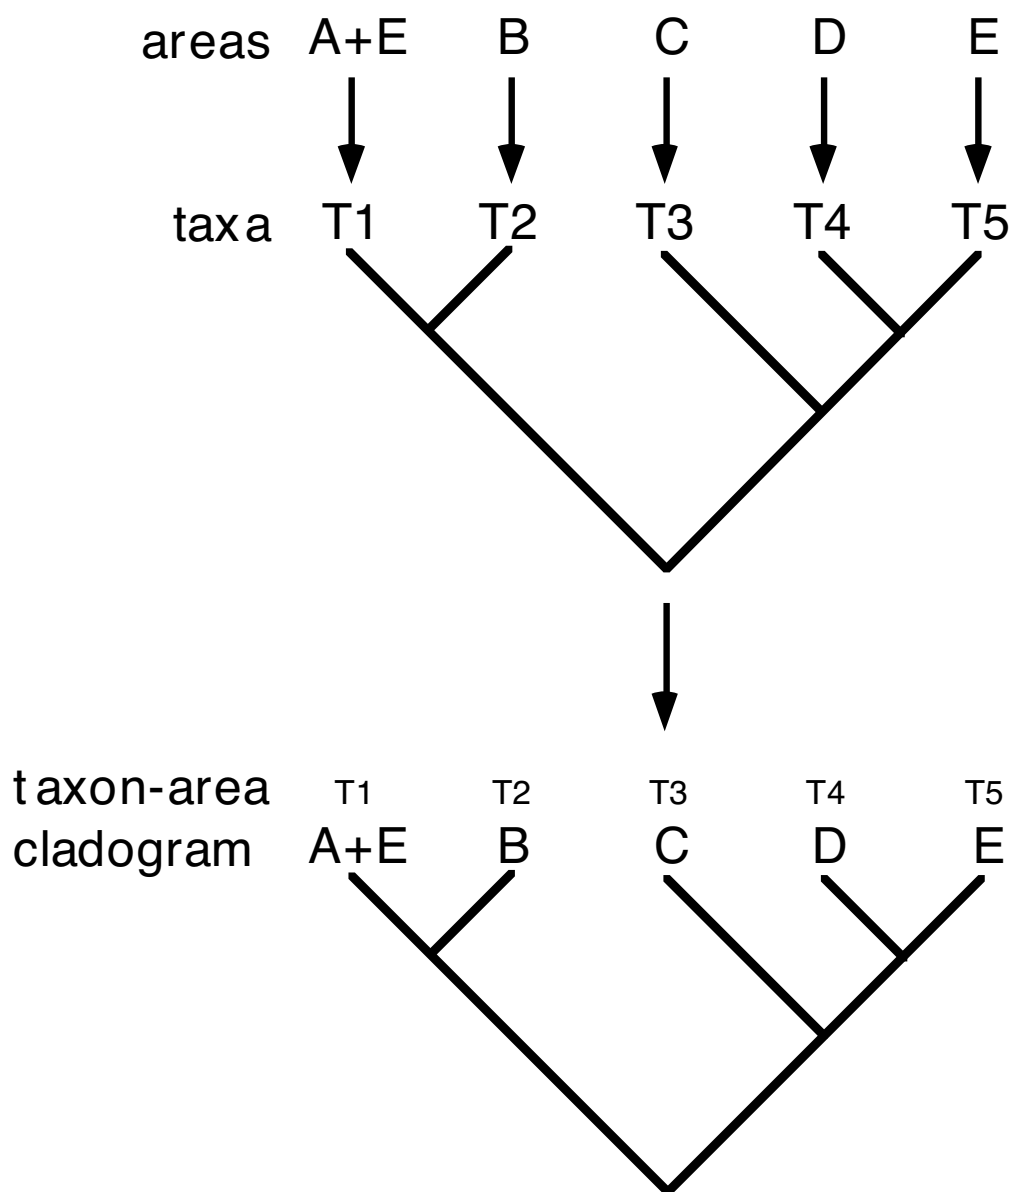 areas A+E B C D E
taxa T1 T2 T3 T4 T5
taxon-area T1 T2 T3 T4 T5
cladogram A+E B C D E